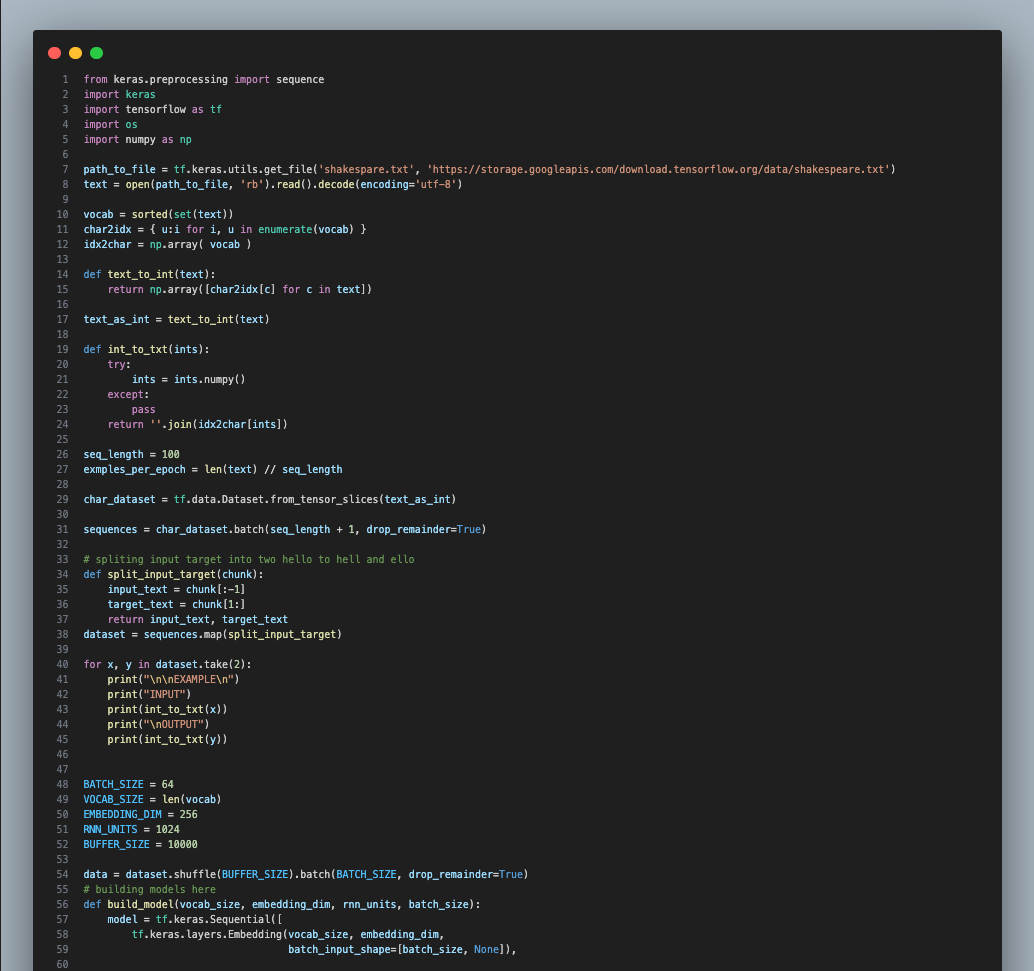 1 from keras.preprocessing import sequence
2 import keras
3 import tensorflow as tf
4 import os
5 import numpy as np
6
7 path_to_file = tf.keras.utils.get_file('shakespare.txt', 'https://storage.googleapis.com/download.tensorflow.org/data/shakespeare.txt')
8 text = open(path_to_file, 'rb').read().decode(encoding='utf-8')
9
10 vocab = sorted(set(text))
11 char2idx = { u:i for i, u in enumerate(vocab) }
12 idx2char = np.array( vocab )
13
14 def text_to_int(text):
15     return np.array([char2idx[c] for c in text])
16
17 text_as_int = text_to_int(text)
18
19 def int_to_txt(ints):
20     try:
21         ints = ints.numpy()
22     except:
23         pass
24     return ''.join(idx2char[ints])
25
26 seq_length = 100
27 exmples_per_epoch = len(text) // seq_length
28
29 char_dataset = tf.data.Dataset.from_tensor_slices(text_as_int)
30
31 sequences = char_dataset.batch(seq_length + 1, drop_remainder=True)
32
33 # spliting input target into two hello to hell and ello
34 def split_input_target(chunk):
35     input_text = chunk[:-1]
36     target_text = chunk[1:]
37     return input_text, target_text
38 dataset = sequences.map(split_input_target)
39
40 for x, y in dataset.take(2):
41     print("\n\nEXAMPLE\n")
42     print("INPUT")
43     print(int_to_txt(x))
44     print("\nOUTPUT")
45     print(int_to_txt(y))
46
47
48 BATCH_SIZE = 64
49 VOCAB_SIZE = len(vocab)
50 EMBEDDING_DIM = 256
51 RNN_UNITS = 1024
52 BUFFER_SIZE = 10000
53
54 data = dataset.shuffle(BUFFER_SIZE).batch(BATCH_SIZE, drop_remainder=True)
55 # building models here
56 def build_model(vocab_size, embedding_dim, rnn_units, batch_size):
57     model = tf.keras.Sequential([
58         tf.keras.layers.Embedding(vocab_size, embedding_dim,
59                                   batch_input_shape=[batch_size, None]),
60